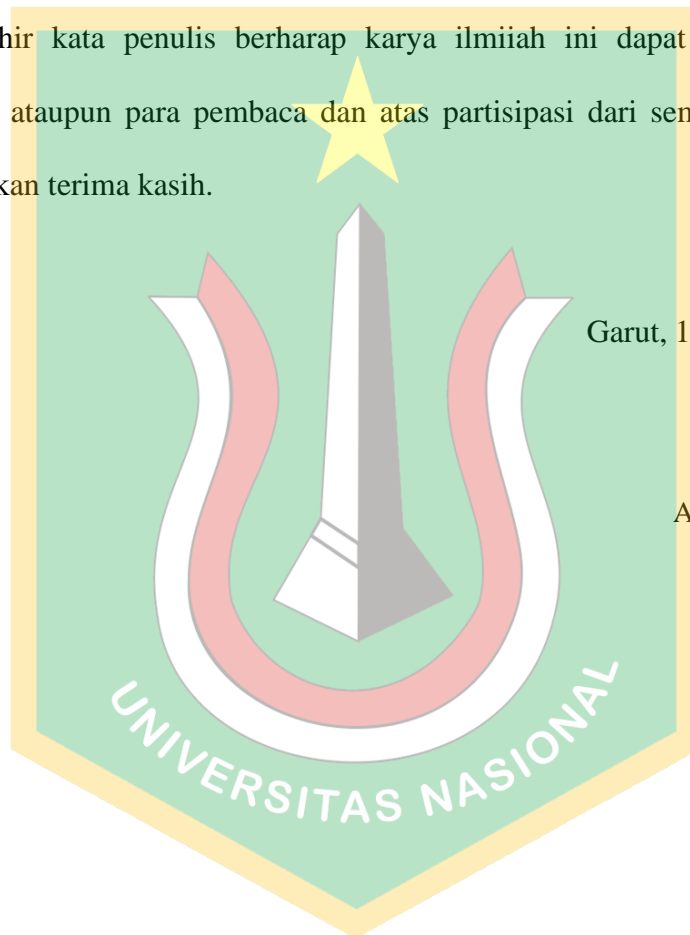 hir kata penulis berharap karya ilmiiah ini dapat
ataupun para pembaca dan atas partisipasi dari sem
kan terima kasih.
Garut, 1
A
UNIVERSITAS NASIONAL